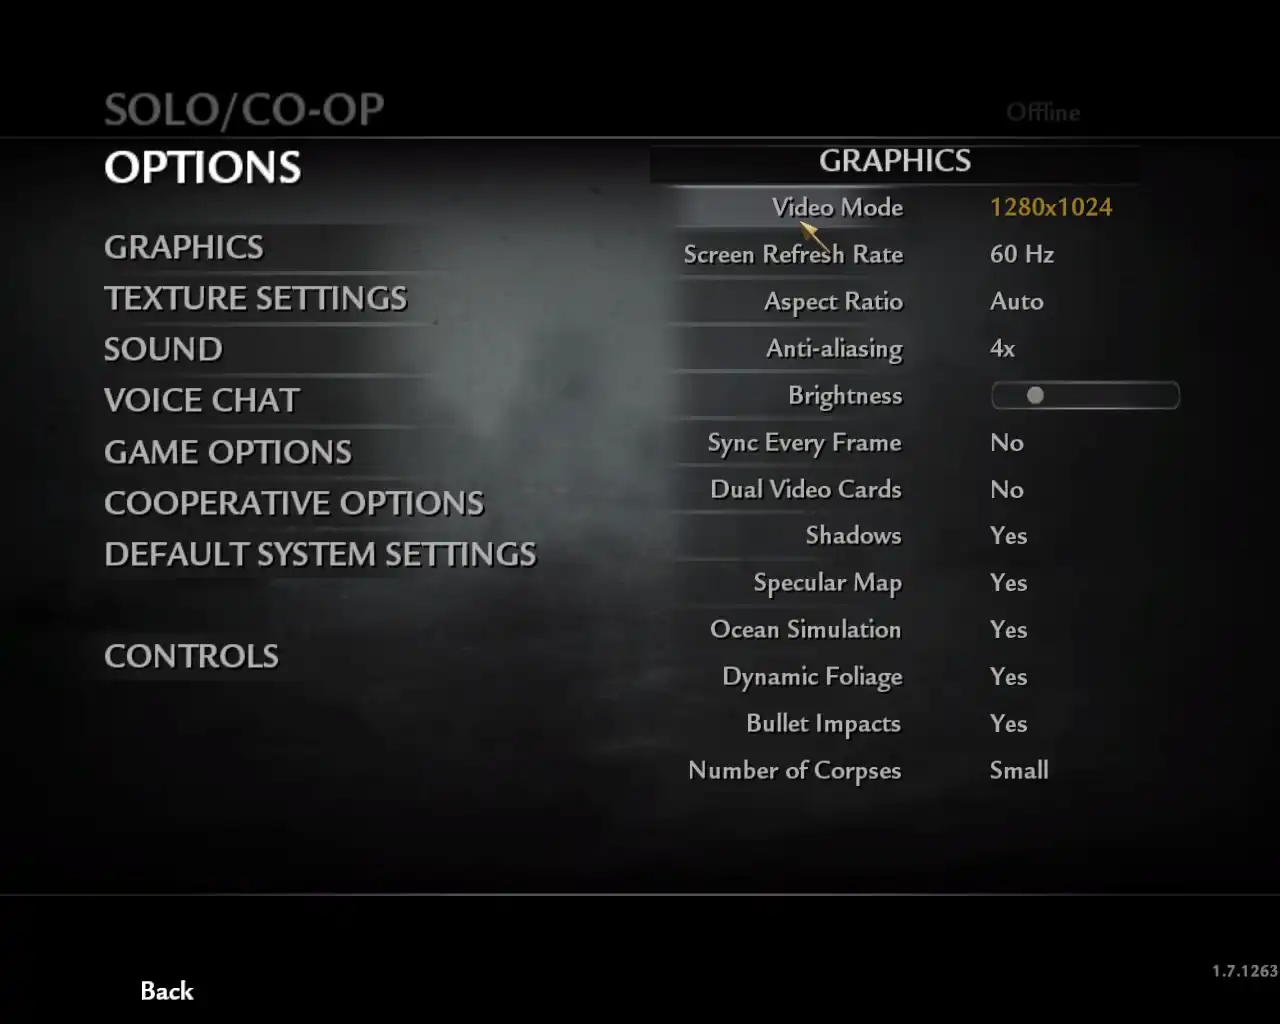 SOLO/CO-OP
Offline
OPTIONS
GRAPHICS
TEXTURE SETTINGS
SOUND
VOICE CHAT
GAME OPTIONS
COOPERATIVE OPTIONS
DEFAULT SYSTEM SETTINGS
CONTROLS
GRAPHICS
Video Mode 1280x1024
Screen Refresh Rate 60 Hz
Aspect Ratio Auto
Anti-aliasing 4x
Brightness
Sync Every Frame No
Dual Video Cards No
Shadows Yes
Specular Map Yes
Ocean Simulation Yes
Dynamic Foliage Yes
Bullet Impacts Yes
Number of Corpses Small
1.7.1263
Back